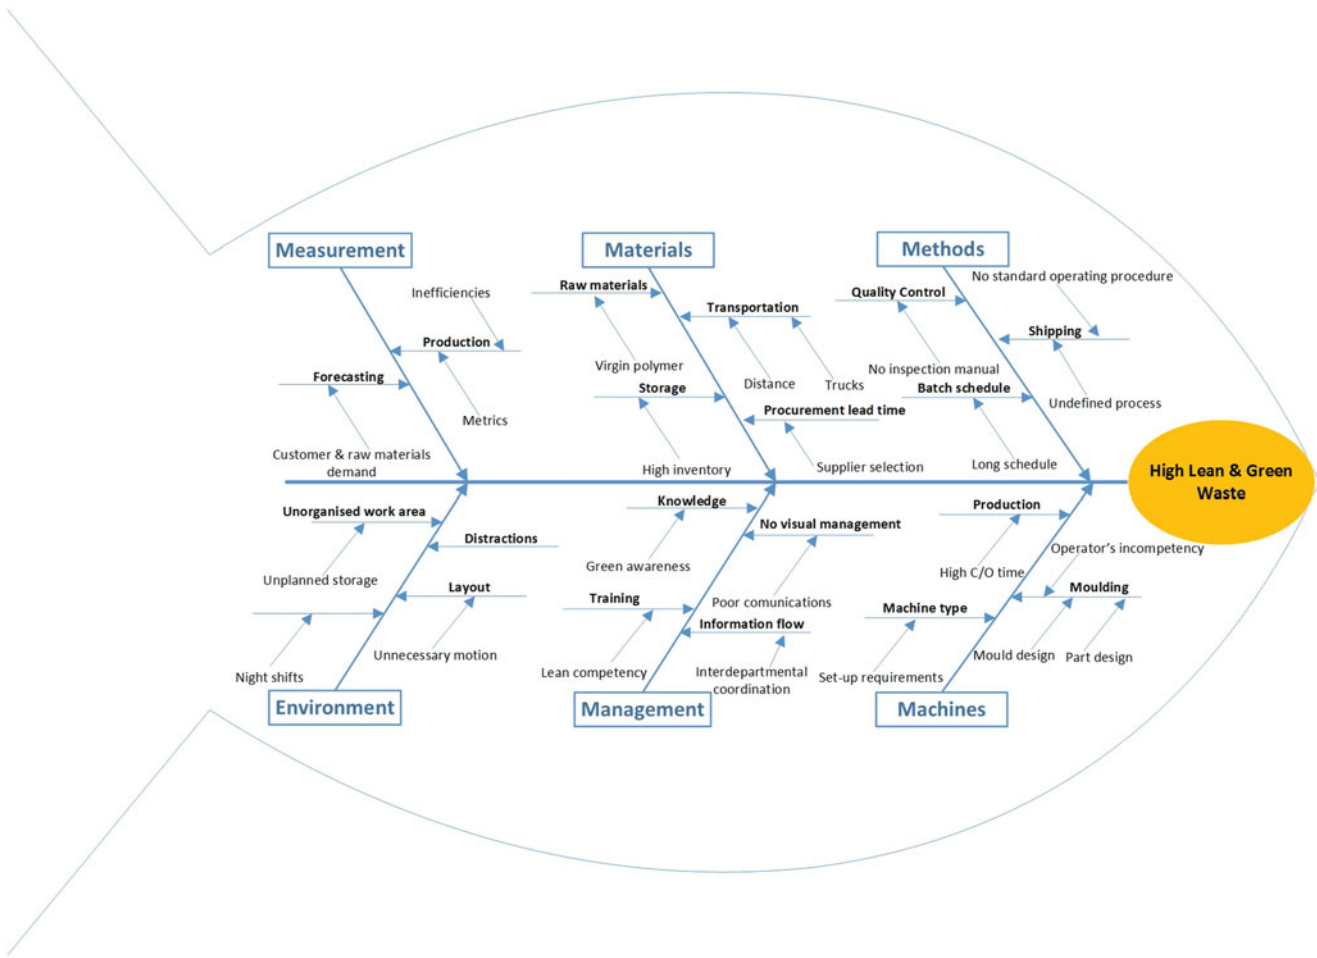 Measurement
Materials
Methods
No standard operating procedure
Raw materials
Quality Control
Inefficiencies
Transportation
Shipping
Production
Virgin polymer
No inspection manual
Forecasting
Distance
Trucks
Storage
Batch schedule
Undefined process
Procurement lead time
Metrics
Customer & raw materials
demand
High inventory
Supplier selection
Long schedule
High Lean & Green
Waste
Unorganised work area
Knowledge
No visual management
Production
Distractions
Operator's incompetency
Unplanned storage
Green awareness
High C/O time
Layout
Moulding
Training
Poor comunications
Machine type
Information flow
Unnecessary motion
Mould design
Part design
Night shifts
Lean competency
Interdepartmental
coordination
Set-up requirements
Environment
Management
Machines